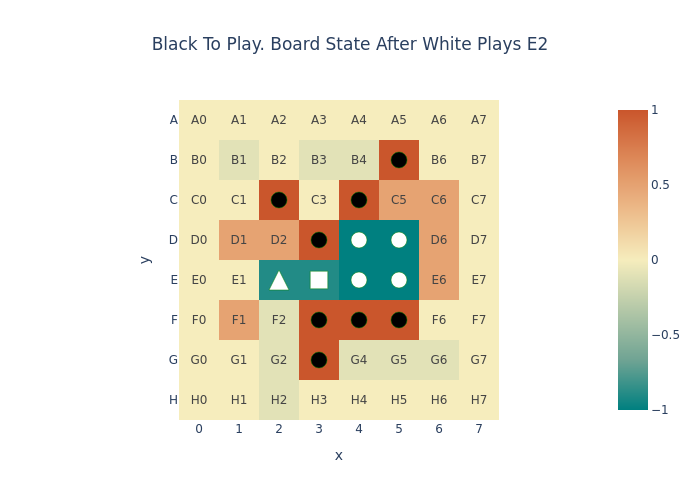 Black To Play. Board State After White Plays E2
A A0 A1 A2 A3 A4 A5 A6 A7
B B0 B1 B2 B3 B4 B6 B7
C C0 C1 C3 C5 C6 C7
D D0 D1 D2 D6 D7
E E0 E1 E6 E7
F F0 F1 F2 F6 F7
G G0 G1 G2 G4 G5 G6 G7
H H0 H1 H2 H3 H4 H5 H6 H7
0 1 2 3 4 5 6 7
x
y
1
0.5
0
−0.5
−1